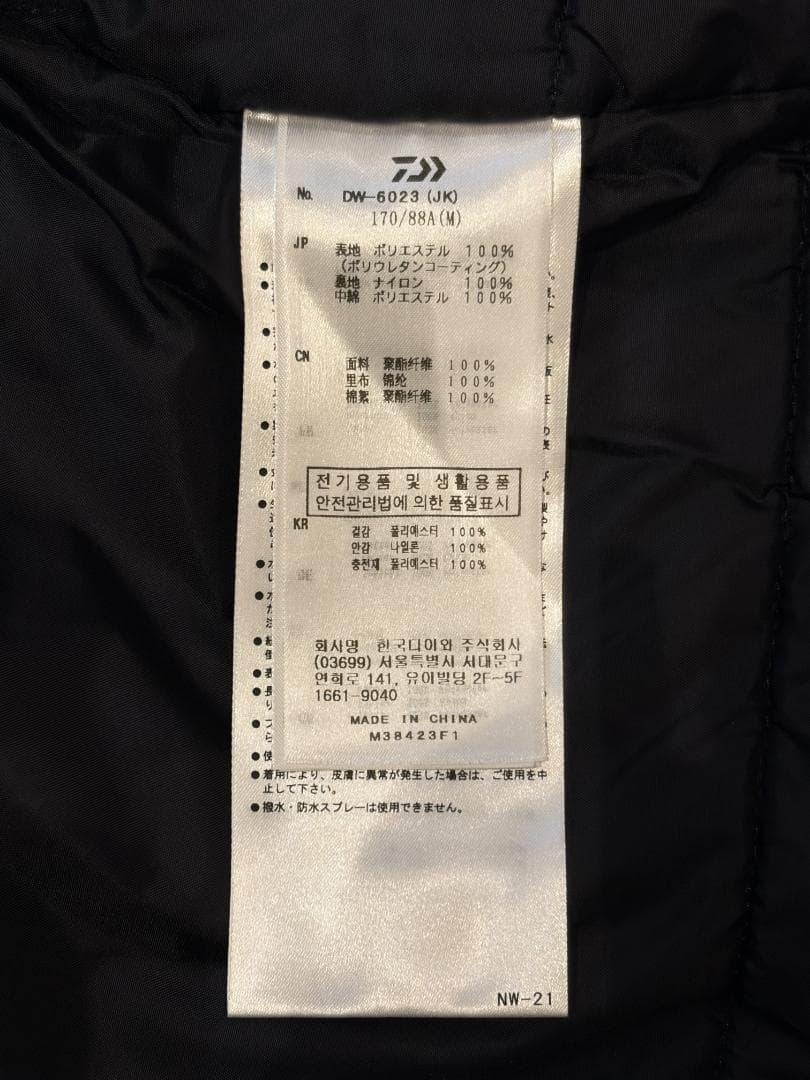 No. DW-6023 (JK)
170/88A(M)
JP 表地 ポリエステル 100%
(ポリウレタンコーティング)
裏地 ナイロン 100%
中綿 ポリエステル 100%
CN 面料 聚酯纤维 100%
里布 锦纶 100%
棉絮 聚酯纤维 100%
전기용품 및 생활용품
안전관리법에 의한 품질표시
KR 겉감 폴리에스터 100%
안감 나일론 100%
충전재 폴리에스터 100%
회사명 한국다이와 주식회사
(03699) 서울특별시 서대문구
연희로 141, 유이빌딩 2F~5F
1661-9040
MADE IN CHINA
M38423F1
●着用により、皮膚に異常が発生した場合は、ご使用を中
止して下さい。
●撥水・防水スプレーは使用できません。
NW-21